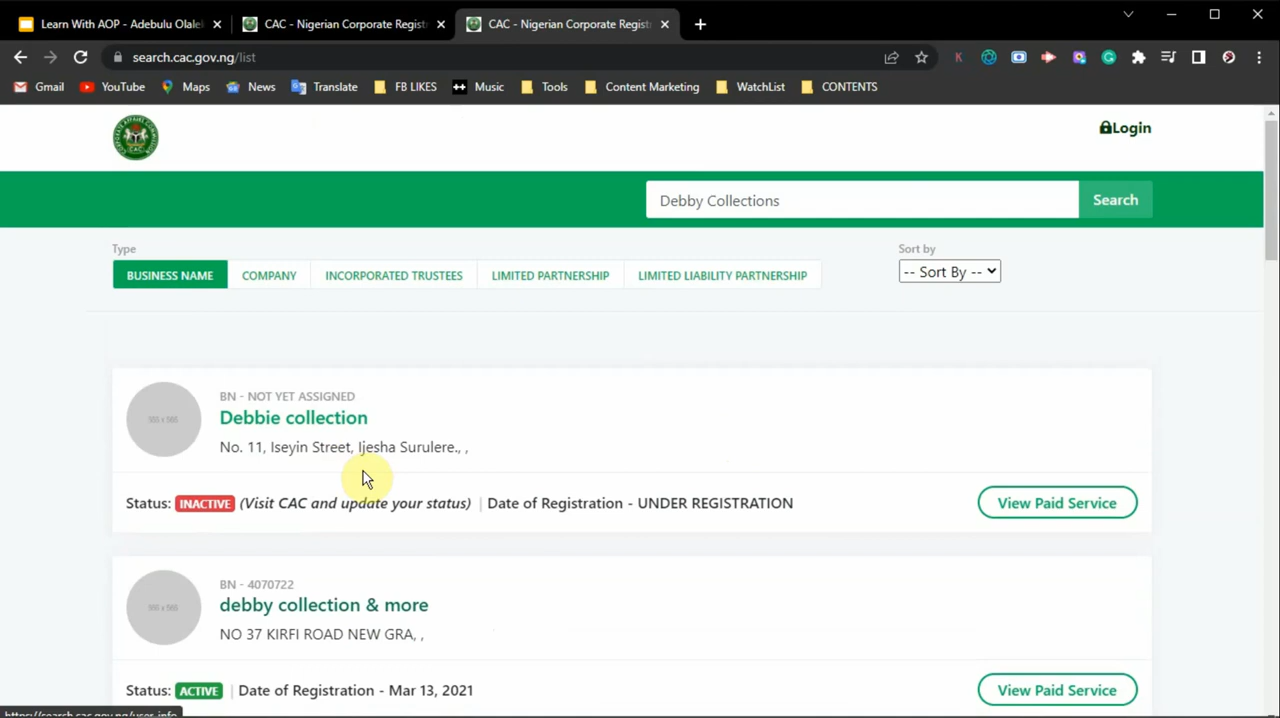 Learn With AOP - Adebulu Olalek
CAC - Nigerian Corporate Regist
CAC - Nigerian Corporate Regist
search.cac.gov.ng/list
Gmail YouTube Maps News Translate FB LIKES Music Tools Content Marketing WatchList CONTENTS
Login
Debby Collections Search
Type Sort by
BUSINESS NAME COMPANY INCORPORATED TRUSTEES LIMITED PARTNERSHIP LIMITED LIABILITY PARTNERSHIP -- Sort By --
BN - NOT YET ASSIGNED
Debbie collection
No. 11, Iseyin Street, Ijesha Surulere., ,
Status: INACTIVE (Visit CAC and update your status) | Date of Registration - UNDER REGISTRATION View Paid Service
BN - 4070722
debby collection & more
NO 37 KIRFI ROAD NEW GRA, ,
Status: ACTIVE | Date of Registration - Mar 13, 2021 View Paid Service